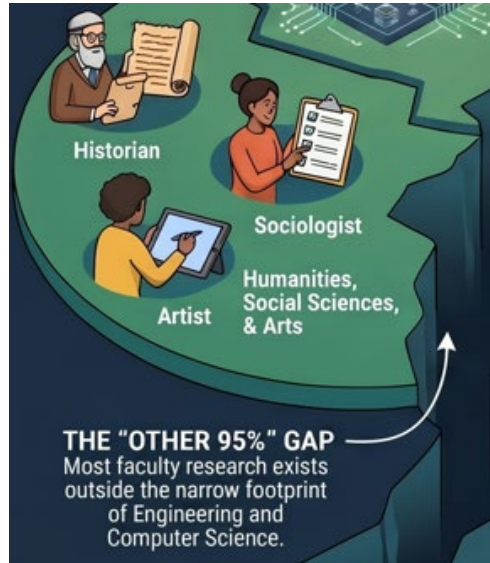 Historian
Sociologist
Artist
Humanities,
Social Sciences,
& Arts
THE “OTHER 95%” GAP
Most faculty research exists
outside the narrow footprint
of Engineering and
Computer Science.